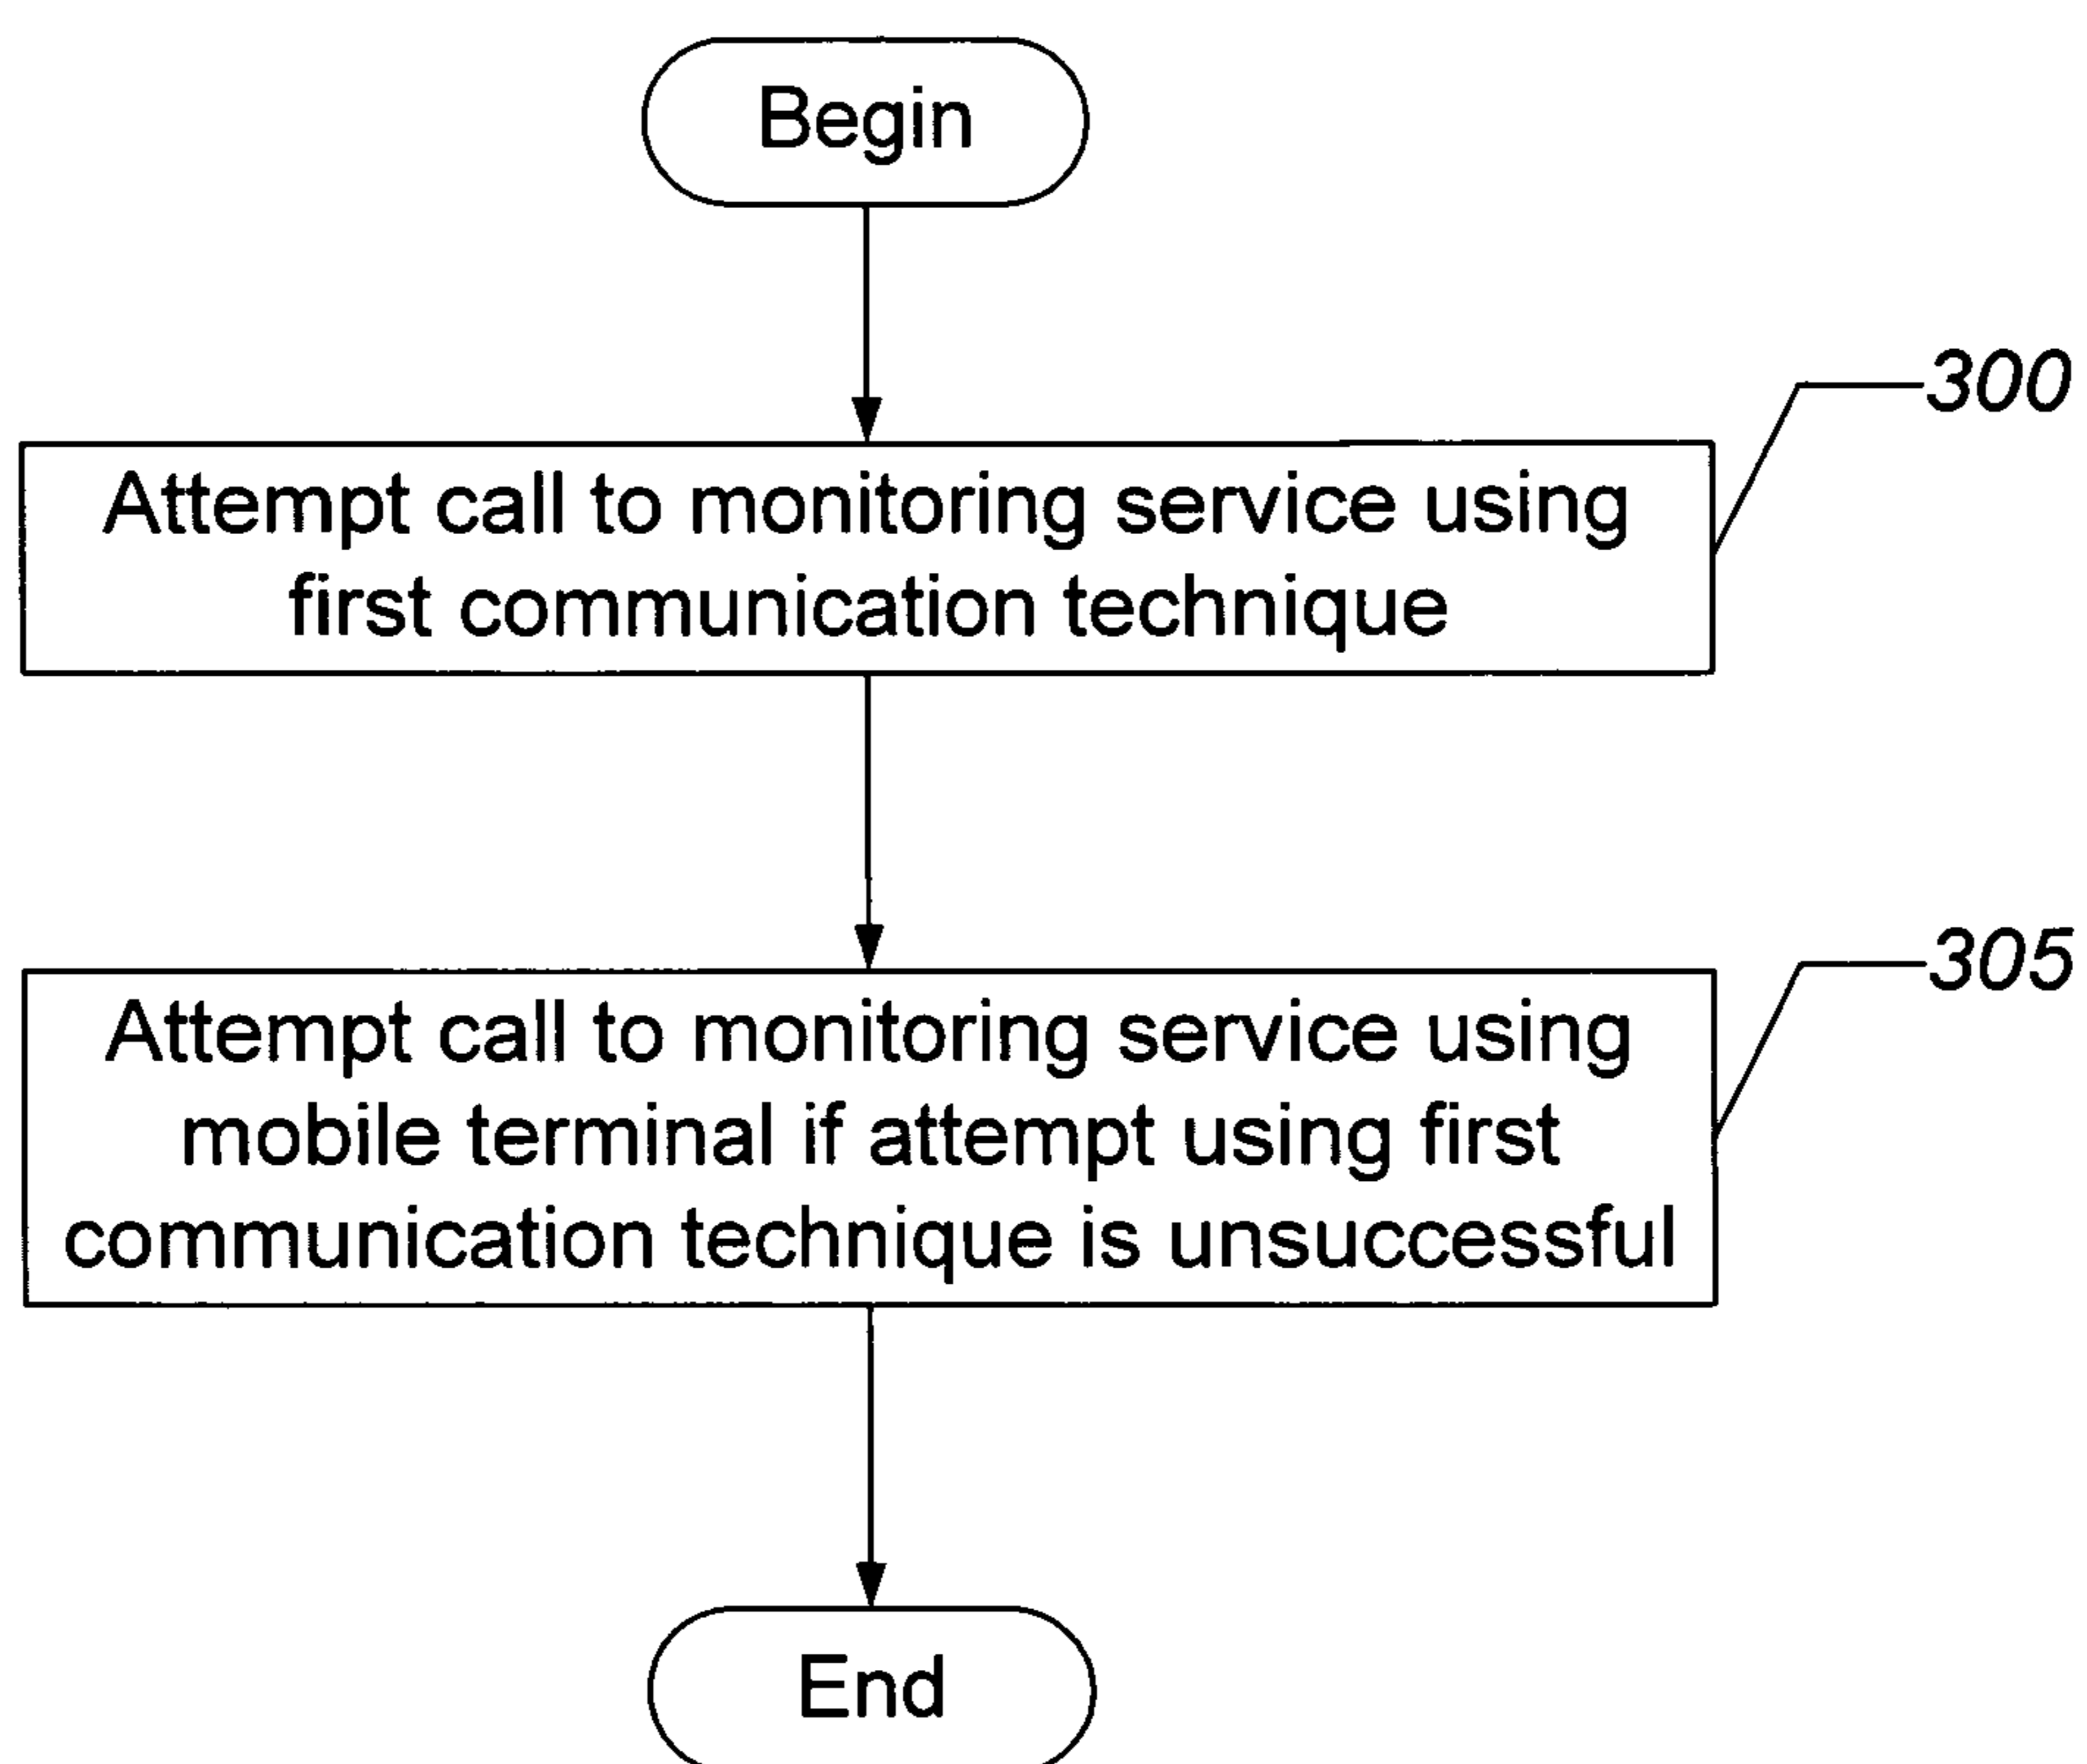 Begin
300
Attempt call to monitoring service using
first communication technique
305
Attempt call to monitoring service using
mobile terminal if attempt using first
communication technique is unsuccessful
End